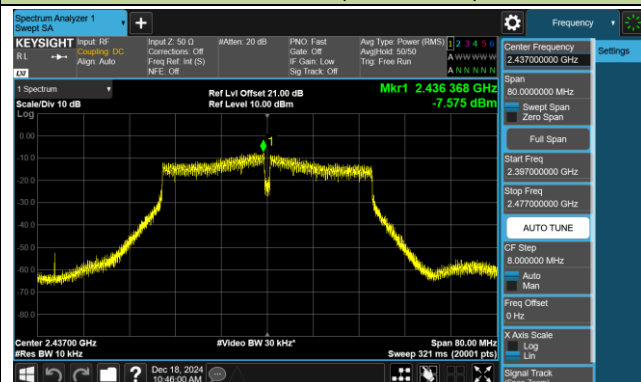 Spectrum Analyzer 1
Swept SA
Frequency
KEYSIGHT
RL
LXI
Input: RF
Coupling: DC
Align: Auto
Input Z: 50 Ω
Corrections: Off
Freq Ref: Int (S)
NFE: Off
#Atten: 20 dB
PNO: Fast
Gate: Off
IF Gain: Low
Sig Track: Off
Avg Type: Power (RMS)
Avg|Hold: 50/50
Trig: Free Run
1 2 3 4 5 6
A W W W W W
A N N N N N
1 Spectrum
Scale/Div 10 dB
Log
Ref Lvl Offset 21.00 dB
Ref Level 10.00 dBm
Mkr1 2.436 368 GHz
-7.575 dBm
1
0.00
-10.0
-20.0
-30.0
-40.0
-50.0
-60.0
-70.0
-80.0
Center 2.43700 GHz
#Res BW 10 kHz
#Video BW 30 kHz*
Span 80.00 MHz
Sweep 321 ms (20001 pts)
Dec 18, 2024
10:46:00 AM
Center Frequency
2.437000000 GHz
Settings
Span
80.0000000 MHz
Swept Span
Zero Span
Full Span
Start Freq
2.397000000 GHz
Stop Freq
2.477000000 GHz
AUTO TUNE
CF Step
8.000000 MHz
Auto
Man
Freq Offset
0 Hz
X Axis Scale
Log
Lin
Signal Track